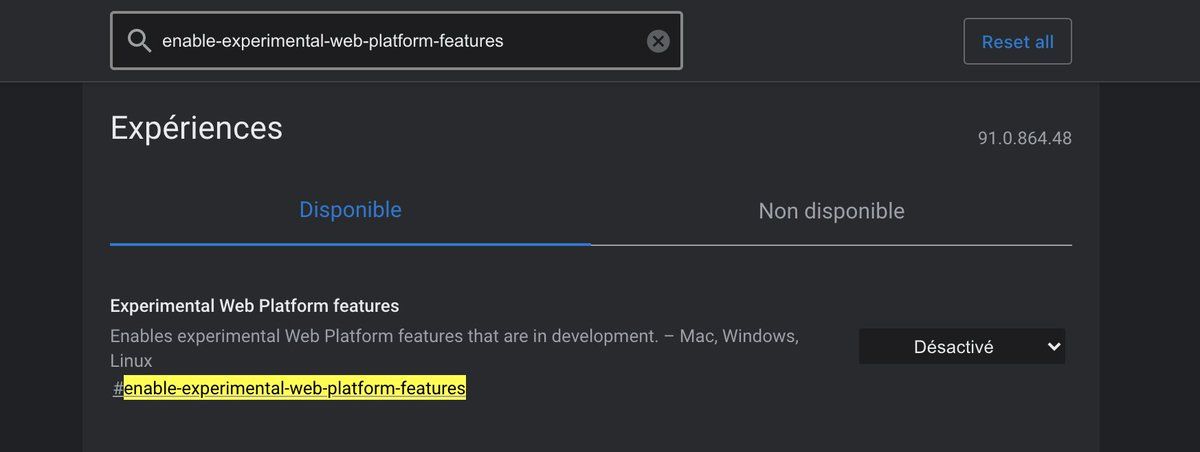 enable-experimental-web-platform-features
Reset all
Expériences
91.0.864.48
Disponible
Non disponible
Experimental Web Platform features
Enables experimental Web Platform features that are in development. – Mac, Windows,
Linux
Désactivé
#enable-experimental-web-platform-features